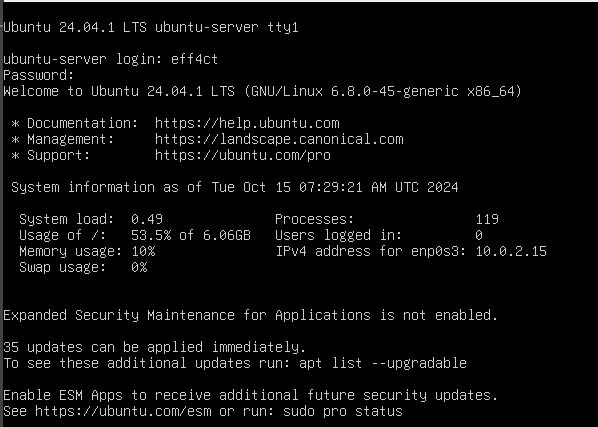 Ubuntu 24.04.1 LTS ubuntu-server tty1
ubuntu-server login: eff4ct
Password:
Welcome to Ubuntu 24.04.1 LTS (GNU/Linux 6.8.0-45-generic x86_64)
* Documentation:  https://help.ubuntu.com
* Management:     https://landscape.canonical.com
* Support:        https://ubuntu.com/pro
System information as of Tue Oct 15 07:29:21 AM UTC 2024
System load:  0.49              Processes:               119
Usage of /:   53.5% of 6.06GB   Users logged in:         0
Memory usage: 10%               IPv4 address for enp0s3: 10.0.2.15
Swap usage:   0%
Expanded Security Maintenance for Applications is not enabled.
35 updates can be applied immediately.
To see these additional updates run: apt list --upgradable
Enable ESM Apps to receive additional future security updates.
See https://ubuntu.com/esm or run: sudo pro status